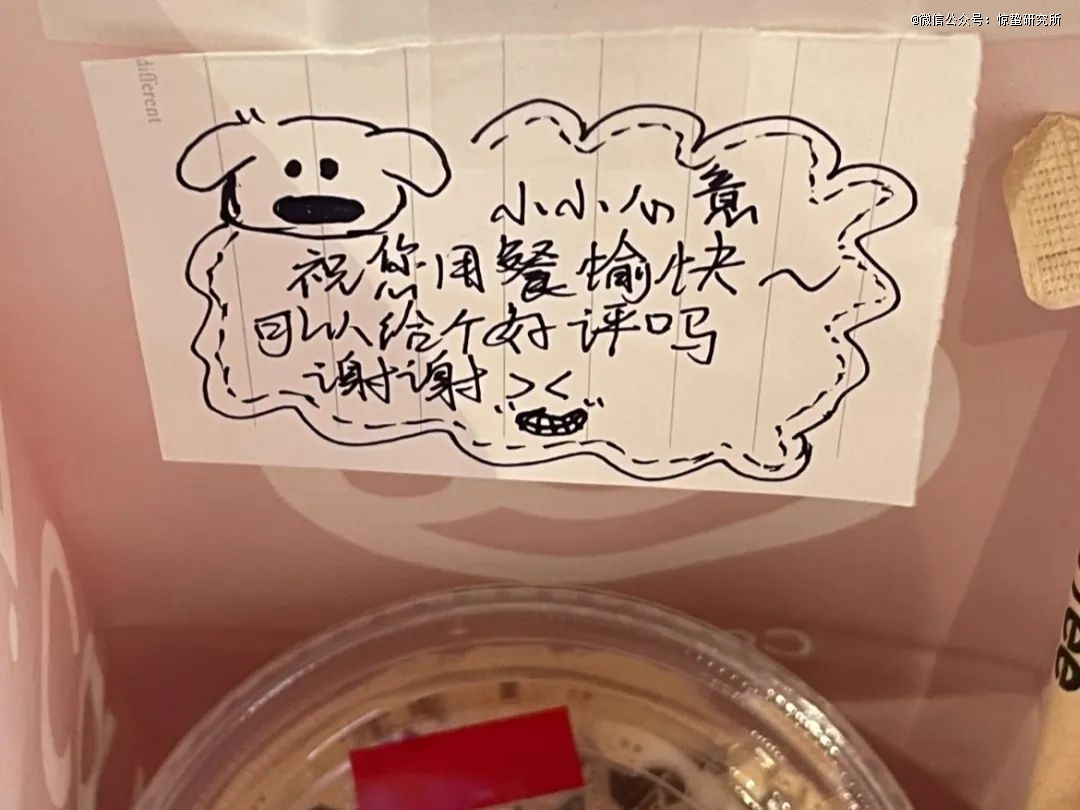 @微信公众号：惊蛰研究所
different
小小心意
祝您用餐愉快～
可以给个好评吗
谢谢 ><